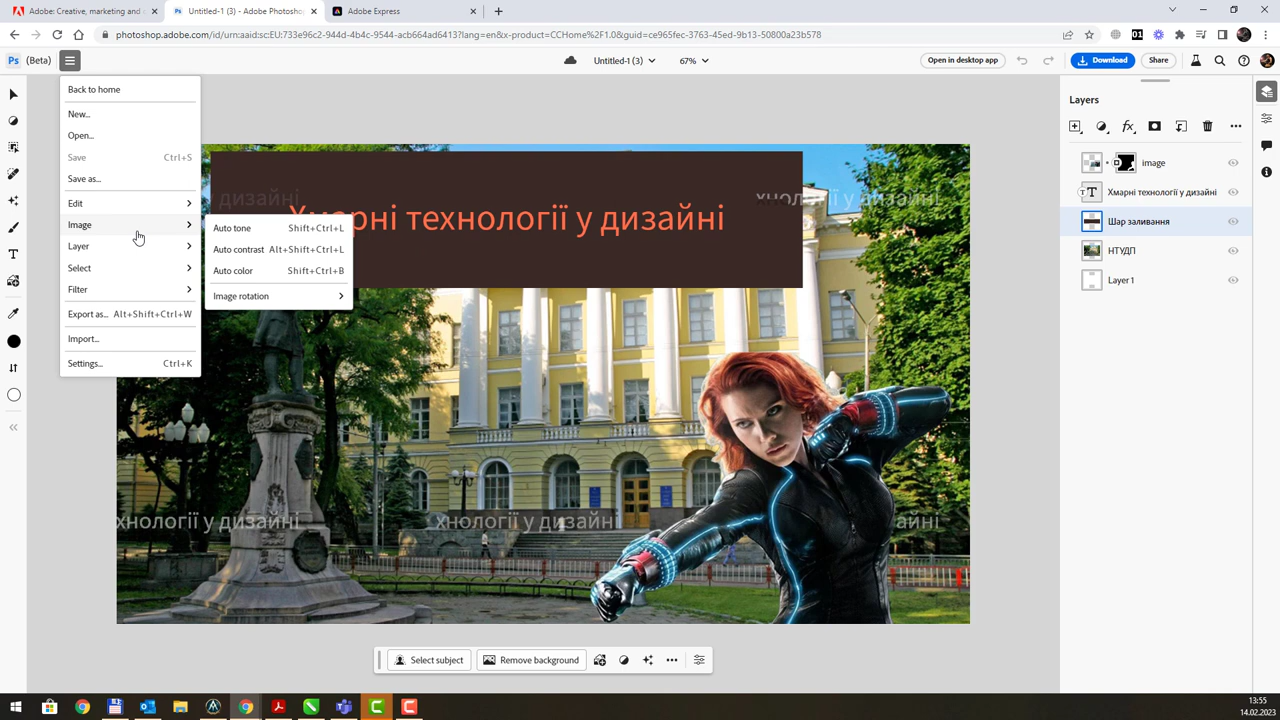 Adobe: Creative, marketing and
Untitled-1 (3) - Adobe Photosho
Adobe Express
photoshop.adobe.com/id/urn:aaid:sc:EU:733e96c2-944d-4b4c-9544-acb664ad6413?lang=en&x-product=CCHome%2F1.0&guid=ce965fec-3763-45ed-9b13-50800a23b578
01
Ps (Beta)
Untitled-1 (3)
67%
Open in desktop app
Download
Share
Back to home
New...
Open...
Save Ctrl+S
Save as...
Edit
Image
Layer
Select
Filter
Export as... Alt+Shift+Ctrl+W
Import...
Settings... Ctrl+K
Auto tone Shift+Ctrl+L
Auto contrast Alt+Shift+Ctrl+L
Auto color Shift+Ctrl+B
Image rotation
дизайні
хнології у дизайні
Хмарні технології у дизайні
хнології у дизайні
хнології у дизайні
айні
Select subject
Remove background
Layers
image
Хмарні технології у дизайні
Шар заливання
НТУДП
Layer 1
13:55
14.02.2023